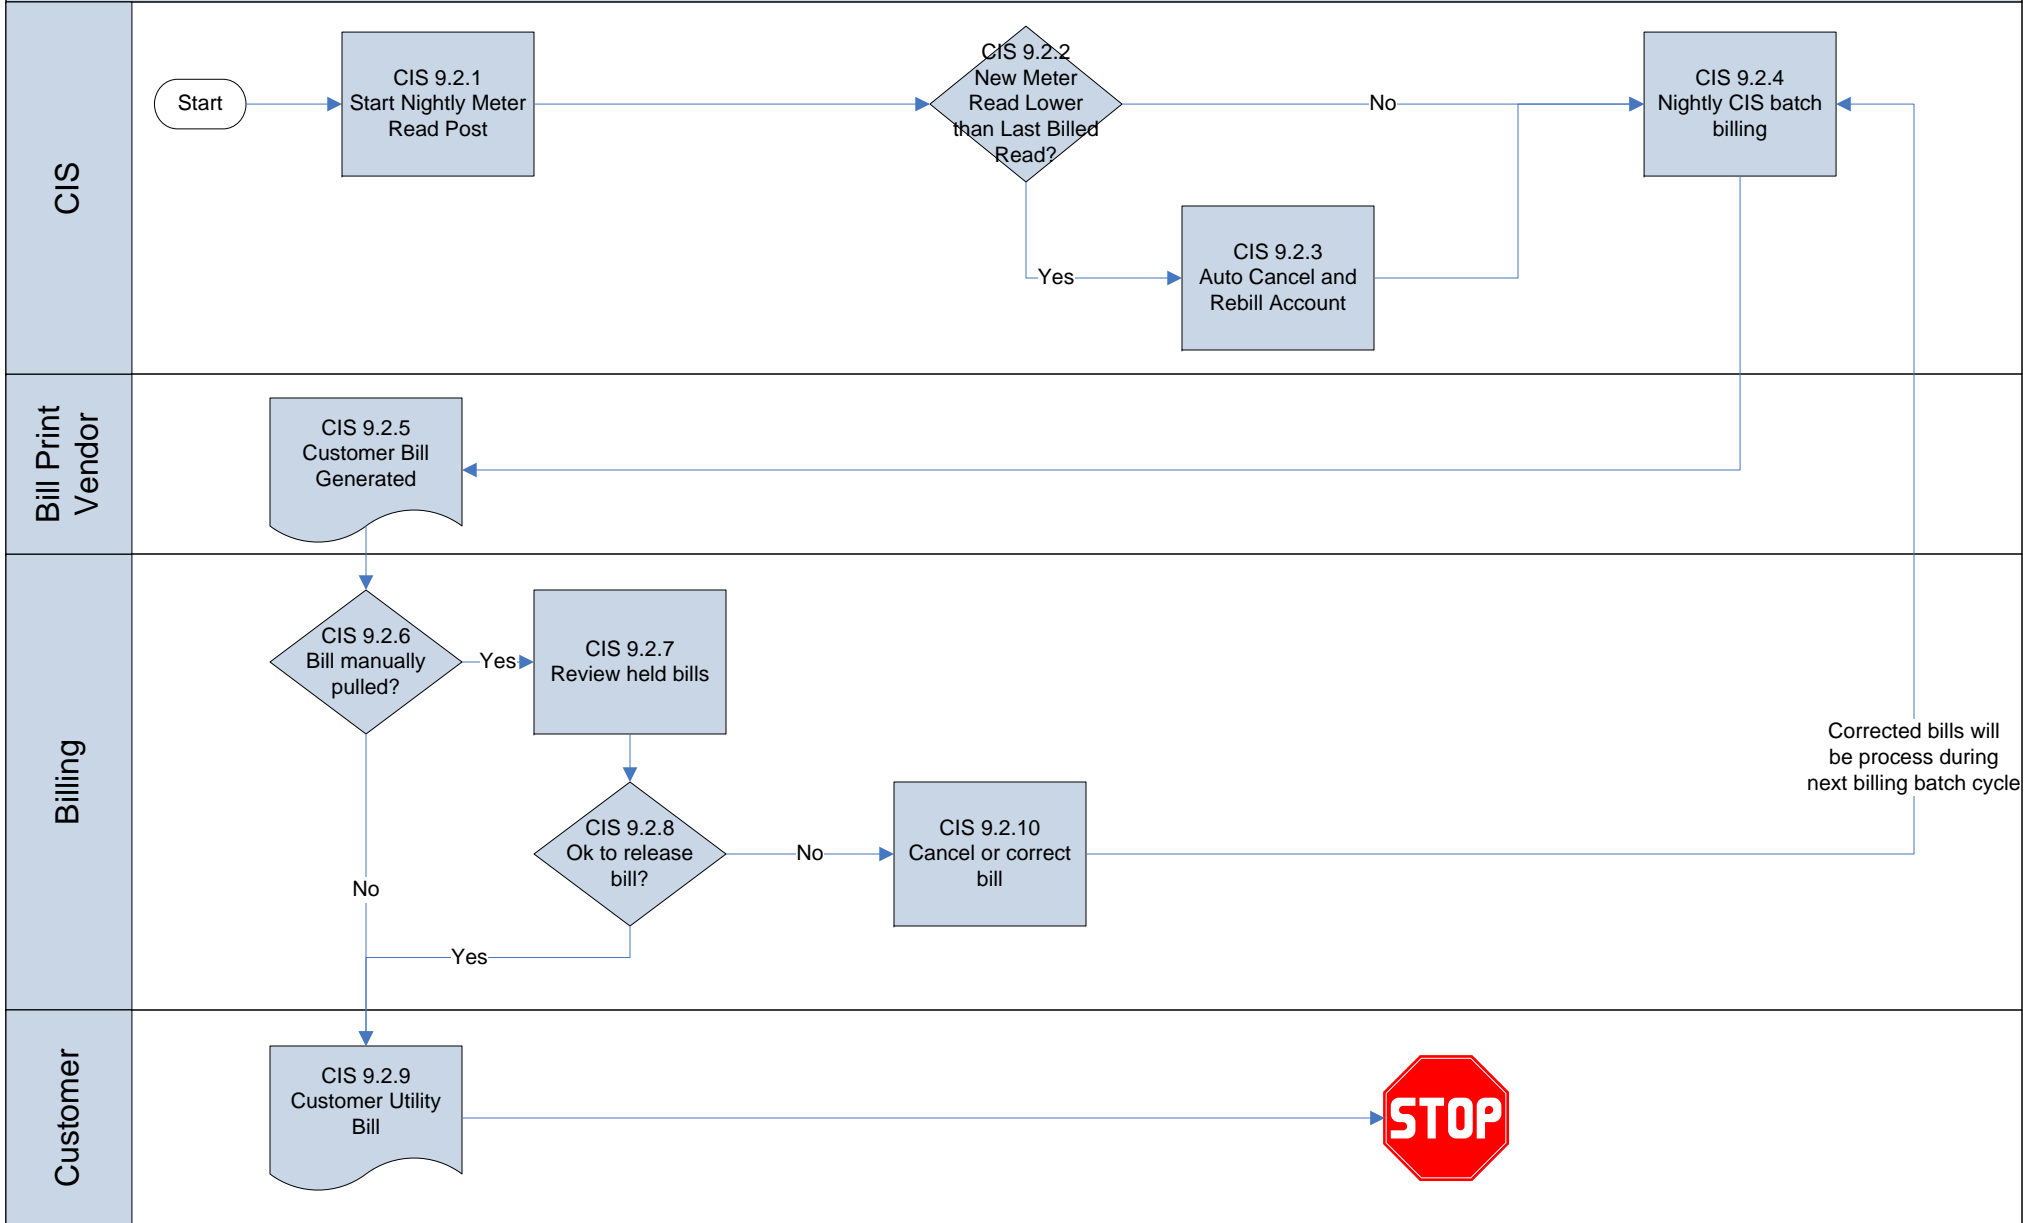 CIS
Start
CIS 9.2.1
Start Nightly Meter
Read Post
CIS 9.2.2
New Meter
Read Lower
than Last Billed
Read?
No
CIS 9.2.4
Nightly CIS batch
billing
Yes
CIS 9.2.3
Auto Cancel and
Rebill Account
Bill Print
Vendor
CIS 9.2.5
Customer Bill
Generated
Billing
CIS 9.2.6
Bill manually
pulled?
Yes
CIS 9.2.7
Review held bills
Corrected bills will
be process during
next billing batch cycle
CIS 9.2.8
Ok to release
bill?
No
CIS 9.2.10
Cancel or correct
bill
No
Yes
Customer
CIS 9.2.9
Customer Utility
Bill
STOP